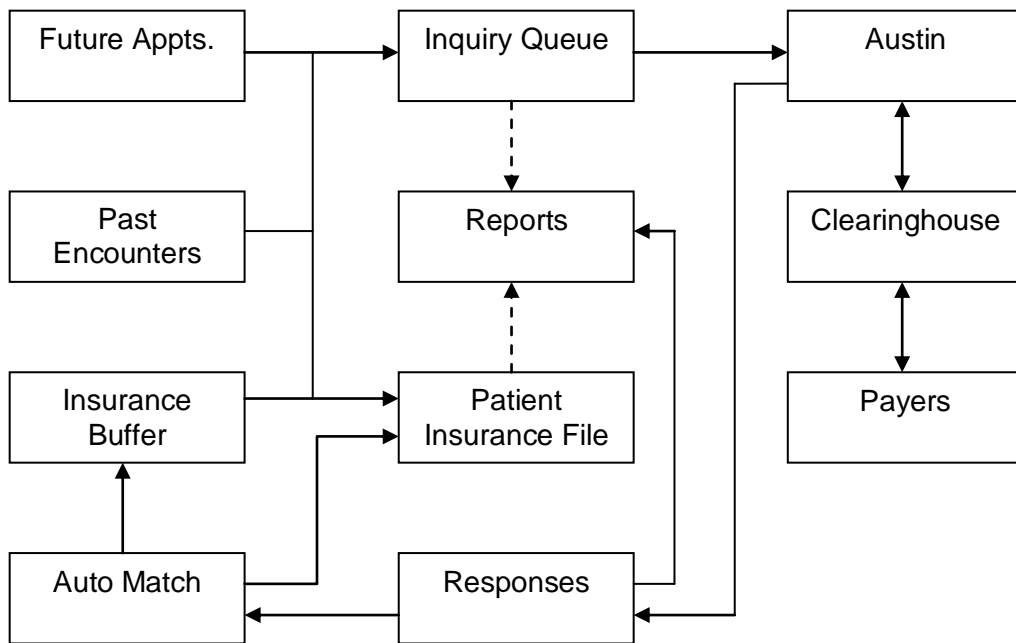 Future Appts.
Inquiry Queue
Austin
Past
Encounters
Reports
Clearinghouse
Insurance
Buffer
Patient
Insurance File
Payers
Auto Match
Responses